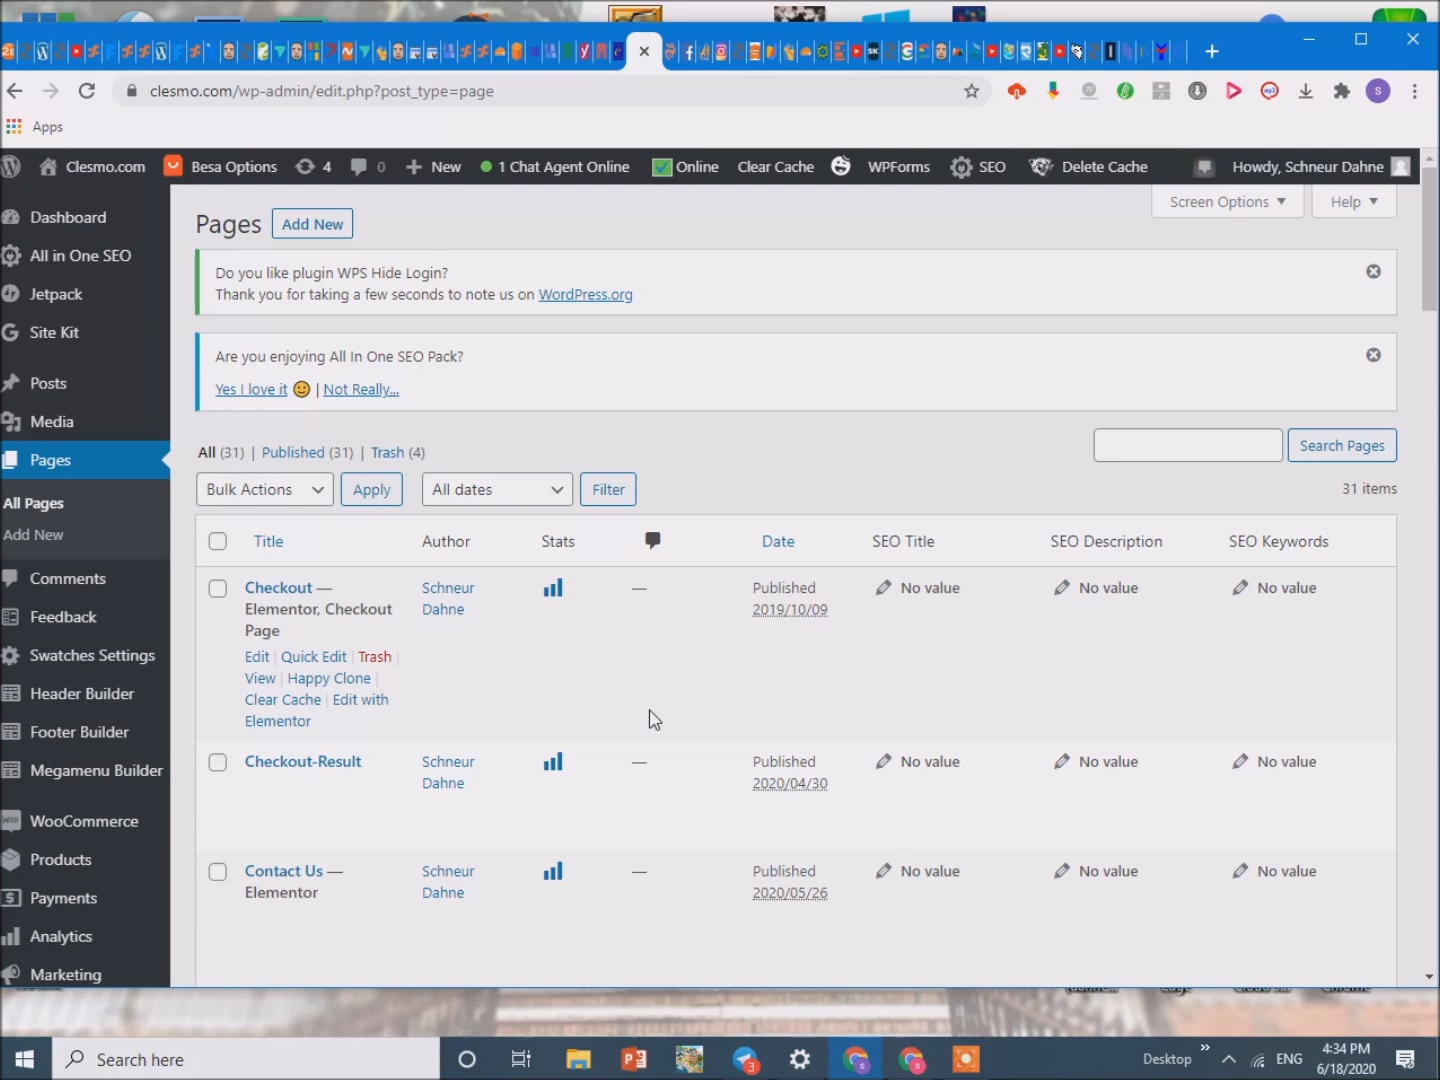 clesmo.com/wp-admin/edit.php?post_type=page
Apps
Clesmo.com
Besa Options
4
0
New
1 Chat Agent Online
Online
Clear Cache
WPForms
SEO
Delete Cache
Howdy, Schneur Dahne
Dashboard
All in One SEO
Jetpack
Site Kit
Posts
Media
Pages
All Pages
Add New
Comments
Feedback
Swatches Settings
Header Builder
Footer Builder
Megamenu Builder
WooCommerce
Products
Payments
Analytics
Marketing
Screen Options
Help
Pages
Add New
Do you like plugin WPS Hide Login?
Thank you for taking a few seconds to note us on WordPress.org
Are you enjoying All In One SEO Pack?
Yes I love it | Not Really...
All (31) | Published (31) | Trash (4)
Search Pages
Bulk Actions
Apply
All dates
Filter
31 items
Title
Author
Stats
Date
SEO Title
SEO Description
SEO Keywords
Checkout —
Elementor, Checkout
Page
Edit | Quick Edit | Trash |
View | Happy Clone |
Clear Cache | Edit with
Elementor
Schneur
Dahne
—
Published
2019/10/09
No value
No value
No value
Checkout-Result
Schneur
Dahne
—
Published
2020/04/30
No value
No value
No value
Contact Us —
Elementor
Schneur
Dahne
—
Published
2020/05/26
No value
No value
No value
Search here
Desktop
ENG
4:34 PM
6/18/2020